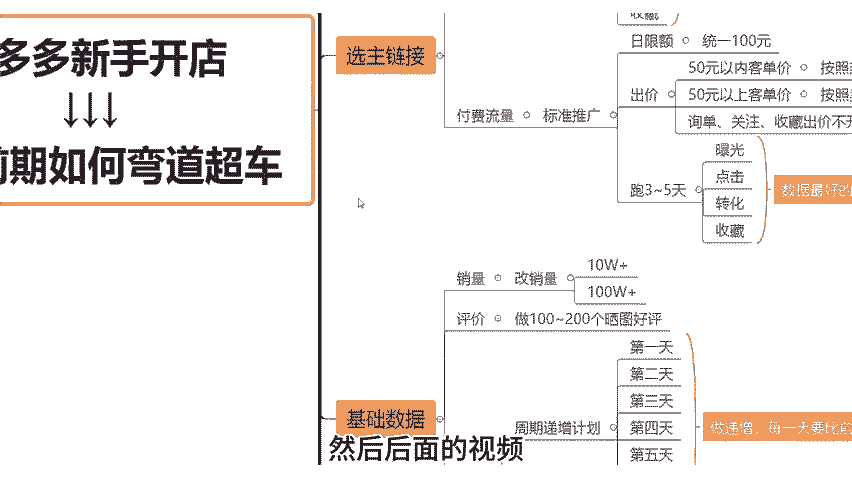 多多新手开店
↓↓↓
前期如何弯道超车
选主链接
收藏
日限额
统一100元
付费流量
标准推广
出价
50元以内客单价
按照
50元以上客单价
按照
询单、关注、收藏出价不
跑3~5天
曝光
点击
转化
收藏
数据最好的
基础数据
销量
改销量
10W+
100W+
评价
做100~200个晒图好评
周期递增计划
第一天
第二天
第三天
第四天
第五天
做递增，每一天要比前
然后后面的视频